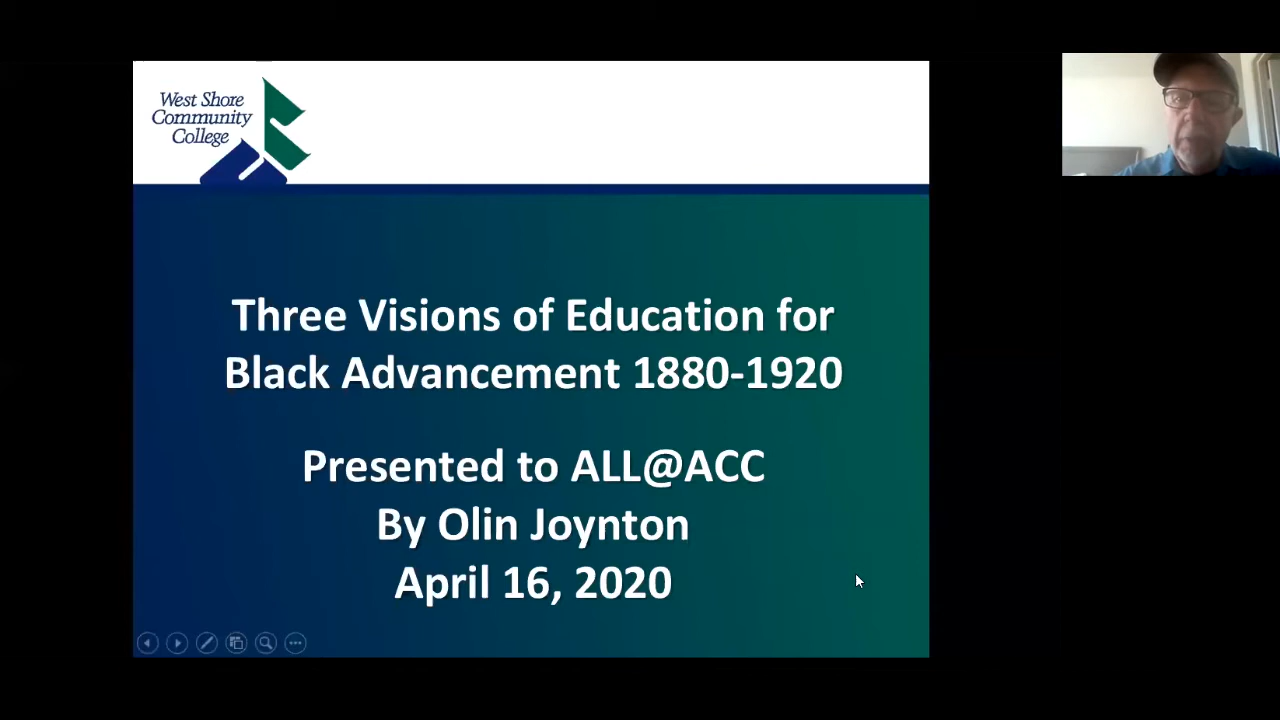 West Shore
Community
College
Three Visions of Education for
Black Advancement 1880-1920
Presented to ALL@ACC
By Olin Joynton
April 16, 2020